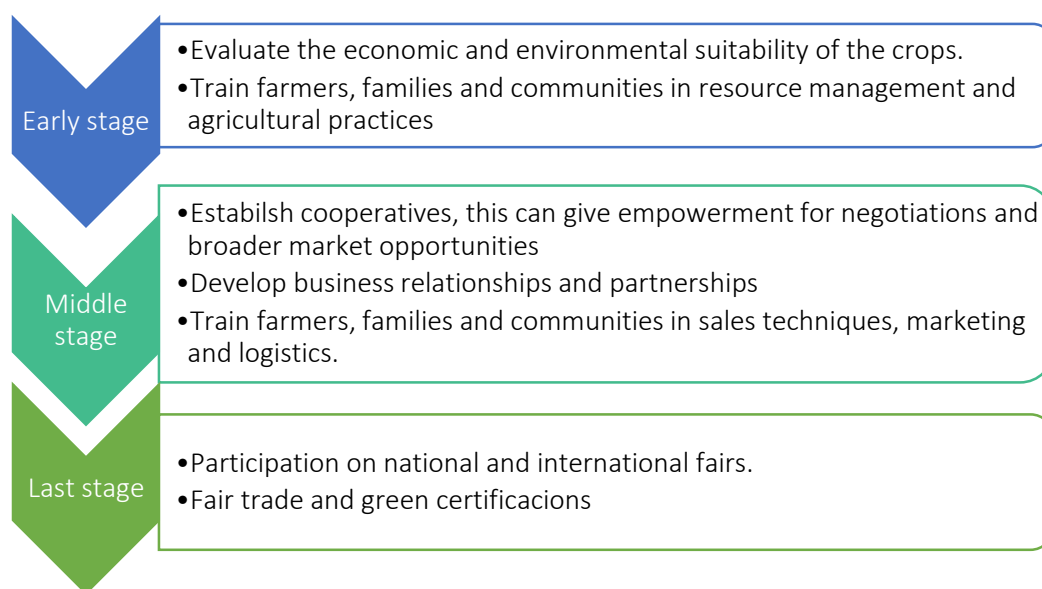 Early stage
•Evaluate the economic and environmental suitability of the crops.
•Train farmers, families and communities in resource management and
agricultural practices
Middle
stage
•Estabilsh cooperatives, this can give empowerment for negotiations and
broader market opportunities
•Develop business relationships and partnerships
•Train farmers, families and communities in sales techniques, marketing
and logistics.
Last stage
•Participation on national and international fairs.
•Fair trade and green certificacions